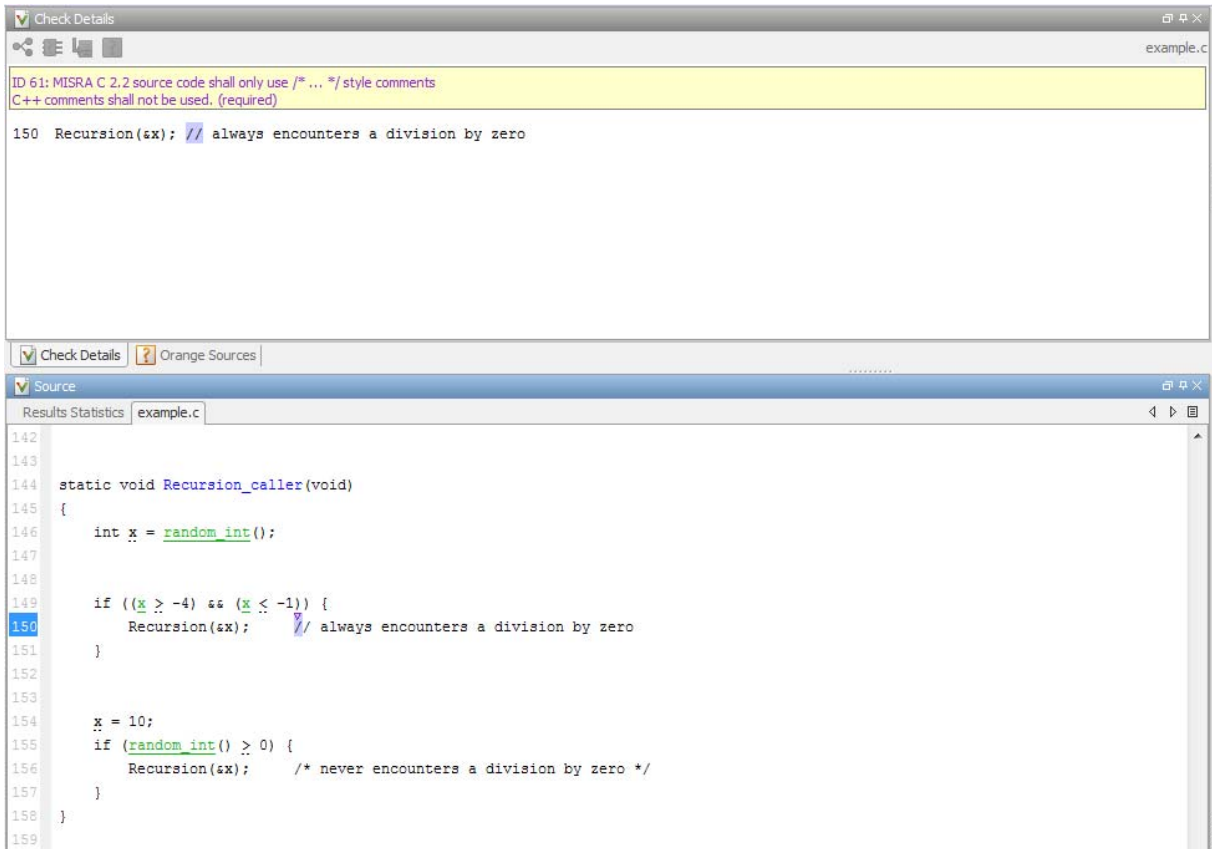 Check Details
example.c
ID 61: MISRA C 2.2 source code shall only use /* ... */ style comments
C++ comments shall not be used. (required)
150 Recursion(&x); // always encounters a division by zero
Check Details Orange Sources
Source
Results Statistics example.c
142
143
144 static void Recursion_caller(void)
145 {
146 int x = random_int();
147
148
149 if ((x > -4) && (x < -1)) {
150 Recursion(&x); // always encounters a division by zero
151 }
152
153
154 x = 10;
155 if (random_int() > 0) {
156 Recursion(&x); /* never encounters a division by zero */
157 }
158 }
159